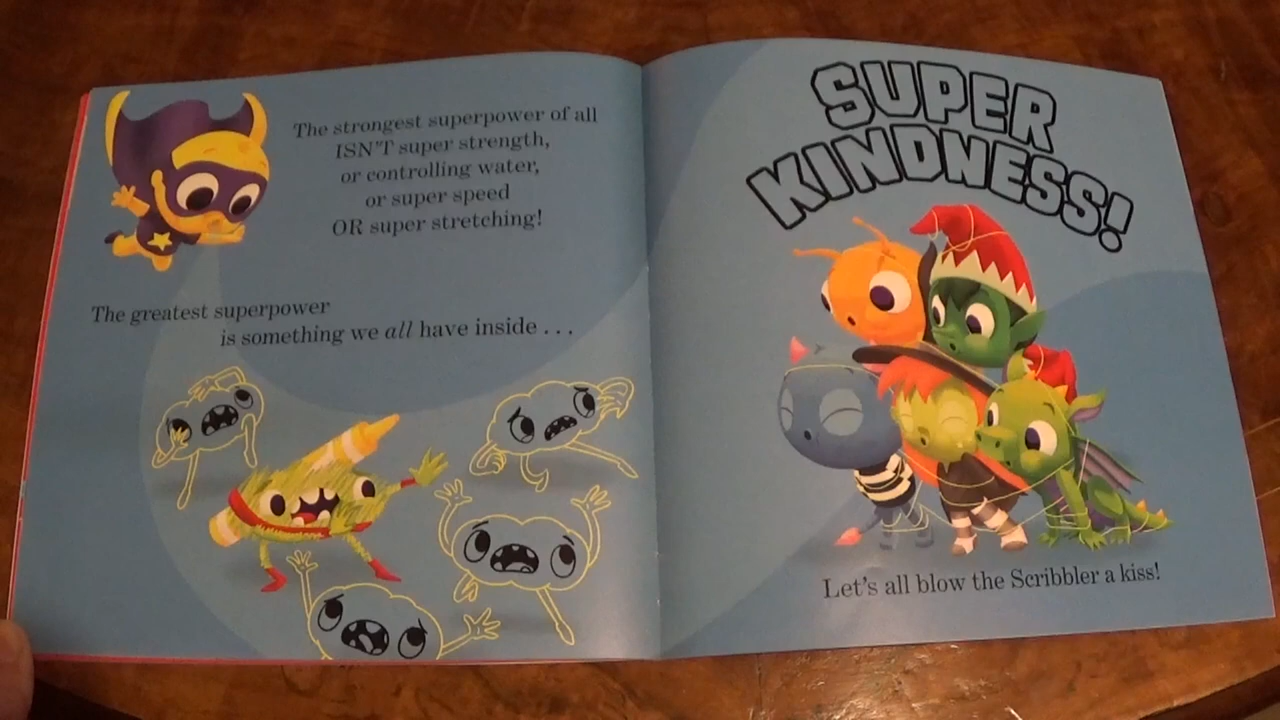 The strongest superpower of all
ISN'T super strength,
or controlling water,
or super speed
OR super stretching!
The greatest superpower
is something we all have inside . . .
SUPER
KINDNESS!
Let's all blow the Scribbler a kiss!